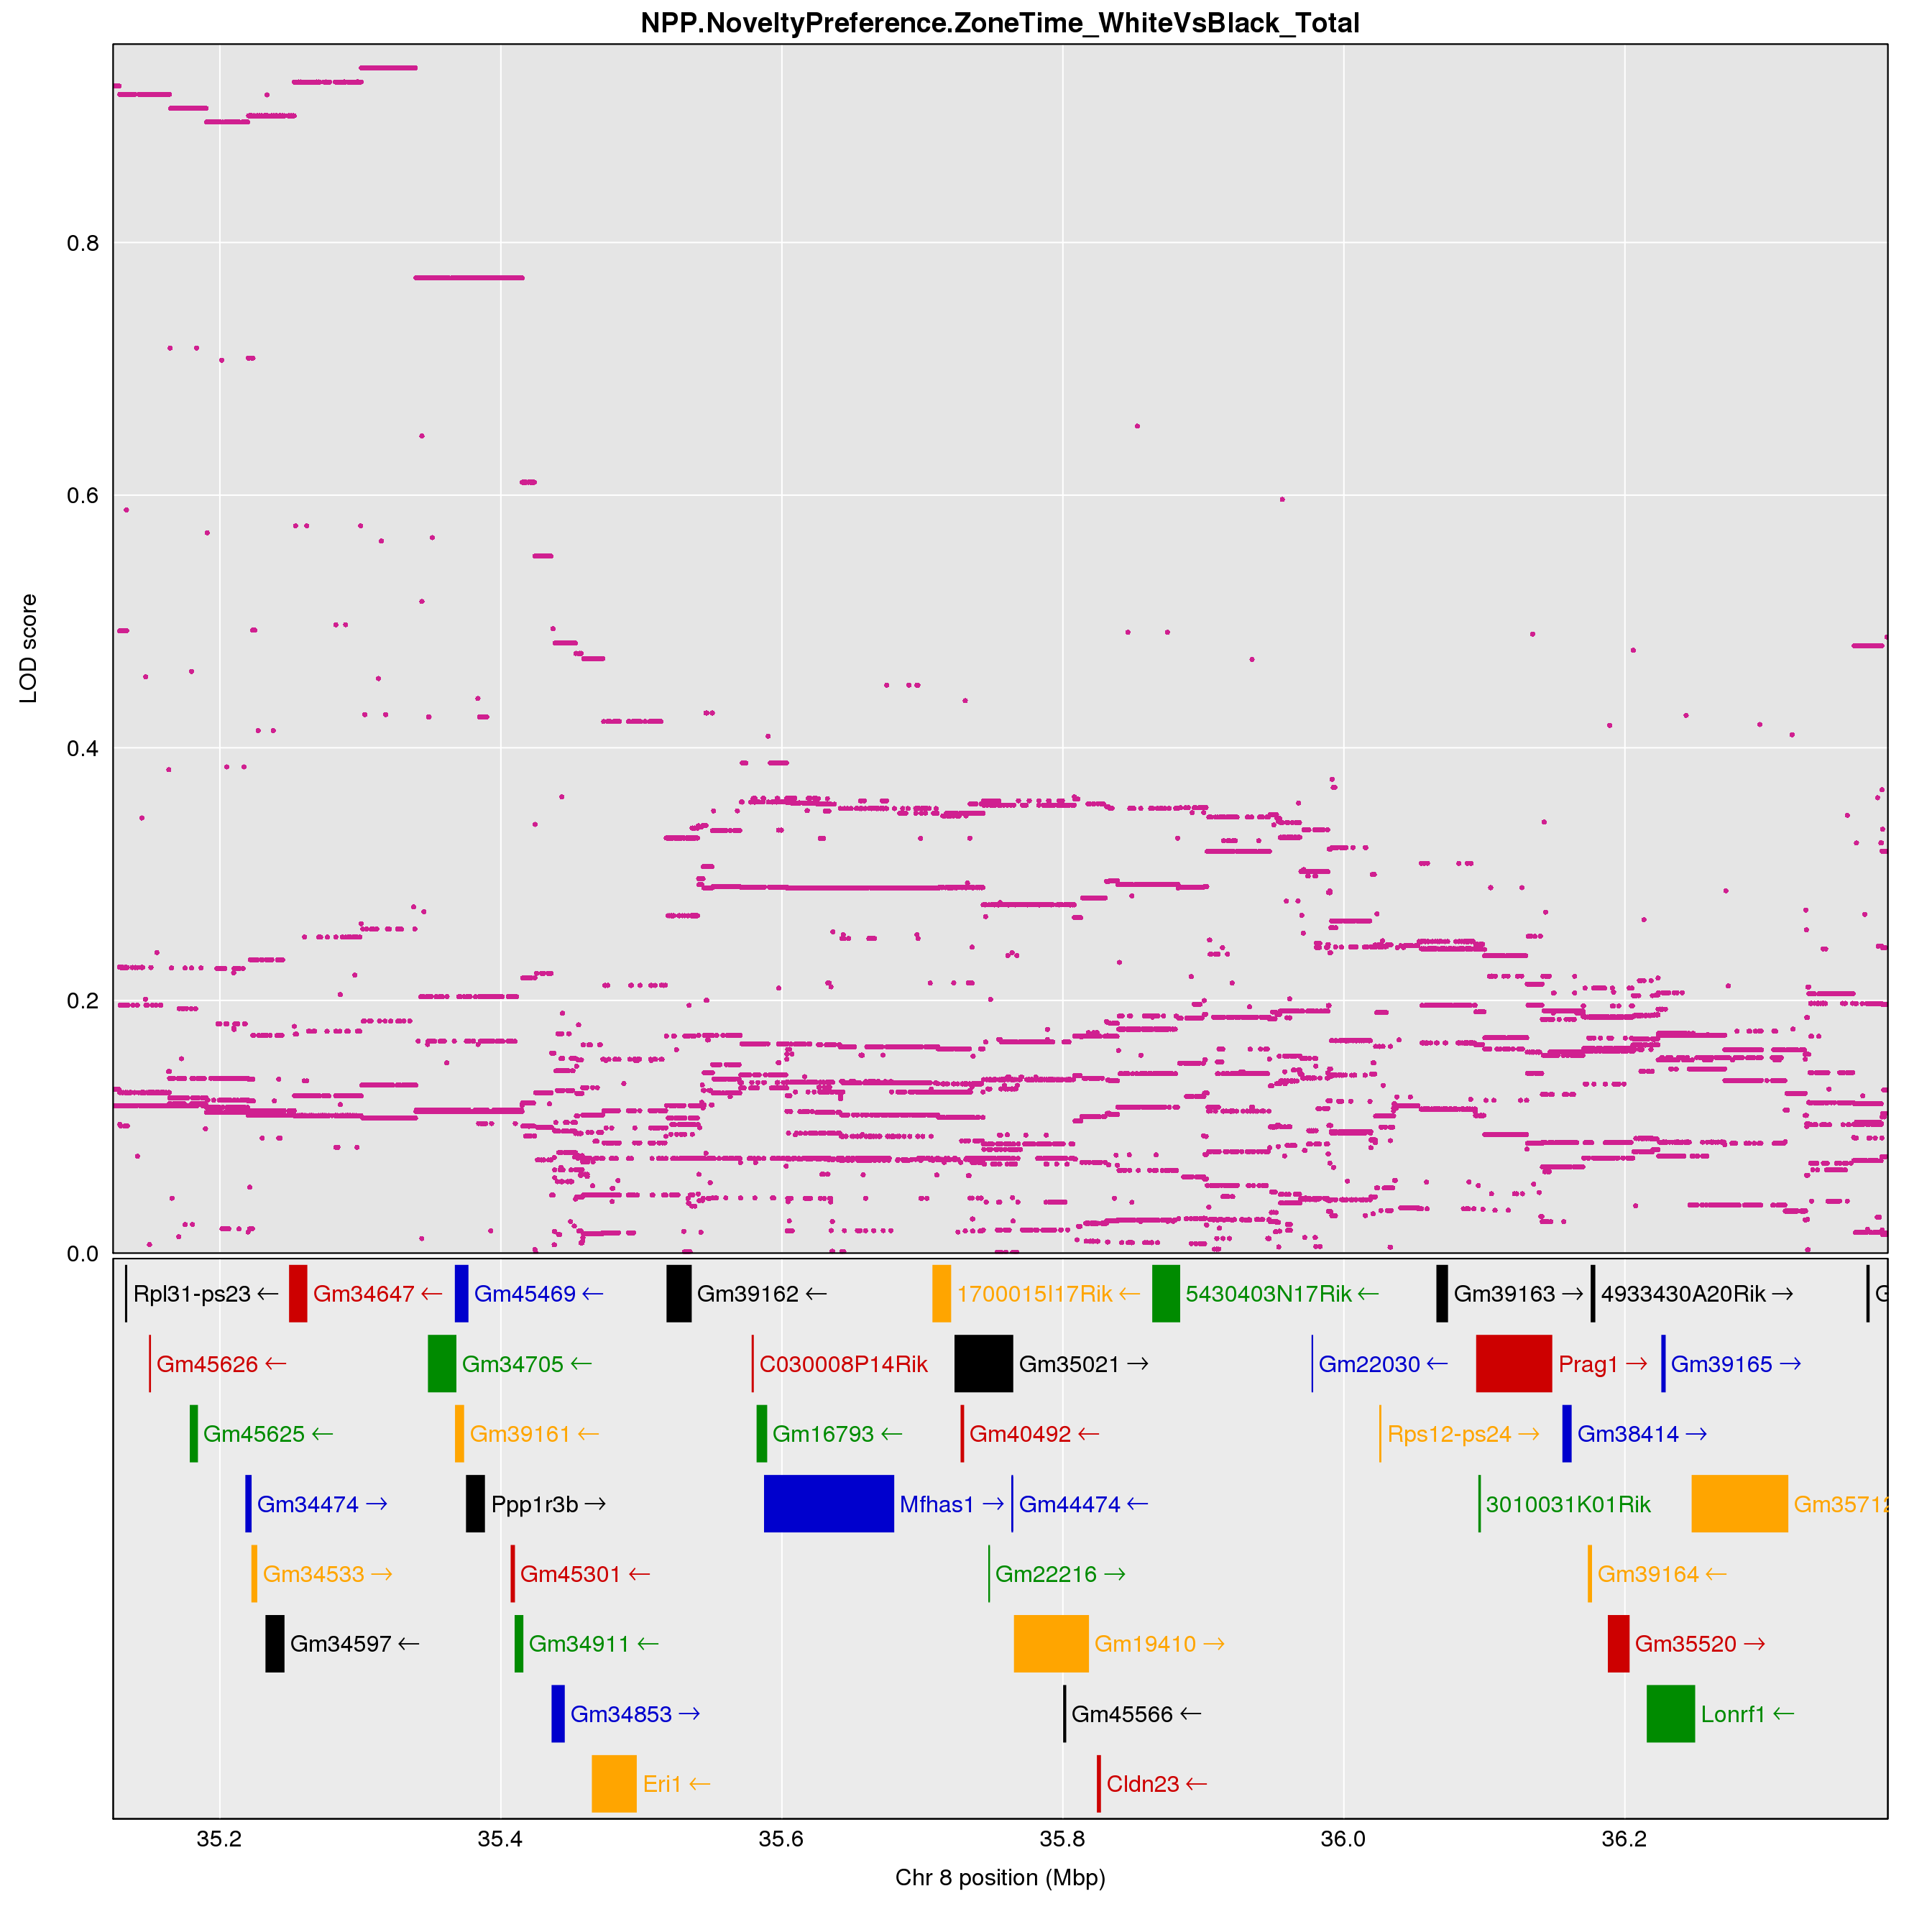 NPP.NoveltyPreference.ZoneTime_WhiteVsBlack_Total
LOD score
0.8
0.6
0.4
0.2
0.0
Rpl31-ps23 ← Gm34647 ← Gm45469 ← Gm39162 ← 1700015I17Rik ← 5430403N17Rik ← Gm39163 → 4933430A20Rik → G
Gm45626 ← Gm34705 ← C030008P14Rik Gm35021 → Gm22030 ← Prag1 → Gm39165 →
Gm45625 ← Gm39161 ← Gm16793 ← Gm40492 ← Rps12-ps24 → Gm38414 →
Gm34474 → Ppp1r3b → Mfhas1 → Gm44474 ← 3010031K01Rik Gm35712
Gm34533 → Gm45301 ← Gm22216 → Gm39164 ←
Gm34597 ← Gm34911 ← Gm19410 → Gm35520 →
Gm34853 → Gm45566 ← Lonrf1 ←
Eri1 ← Cldn23 ←
35.2 35.4 35.6 35.8 36.0 36.2
Chr 8 position (Mbp)